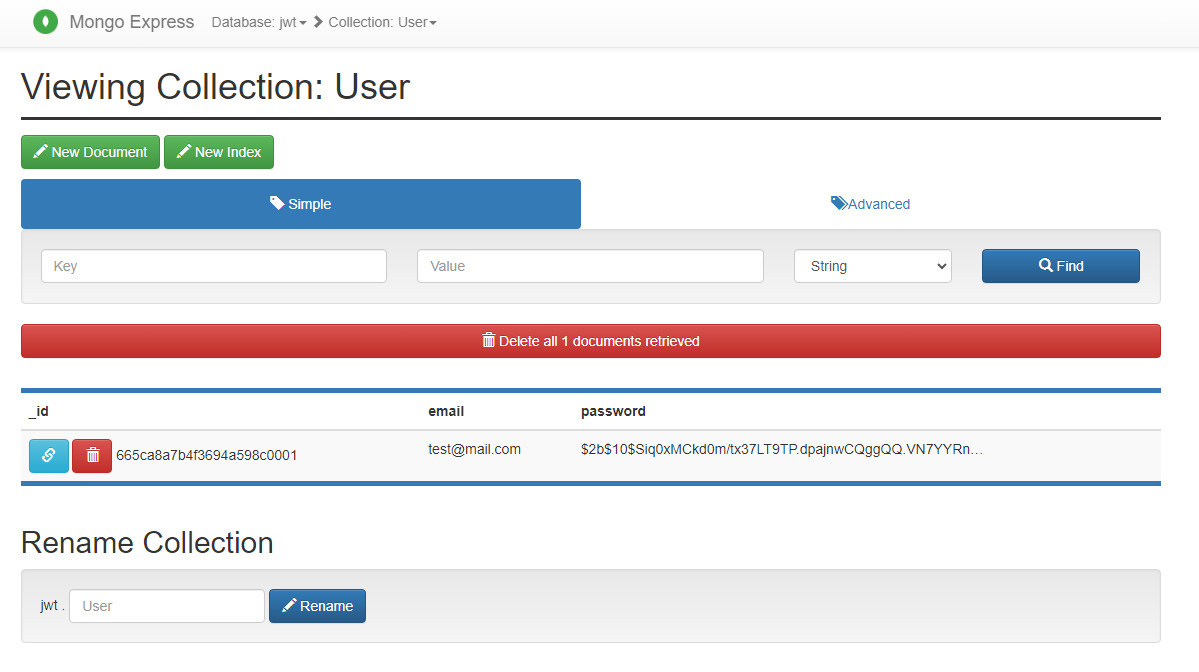 Mongo Express Database: jwt Collection: User
Viewing Collection: User
New Document New Index
Simple Advanced
Key Value String Find
Delete all 1 documents retrieved
_id email password
665ca8a7b4f3694a598c0001 test@mail.com $2b$10$Siq0xMCkd0m/tx37LT9TP.dpajnwCQggQQ.VN7YYRn…
Rename Collection
jwt . User Rename